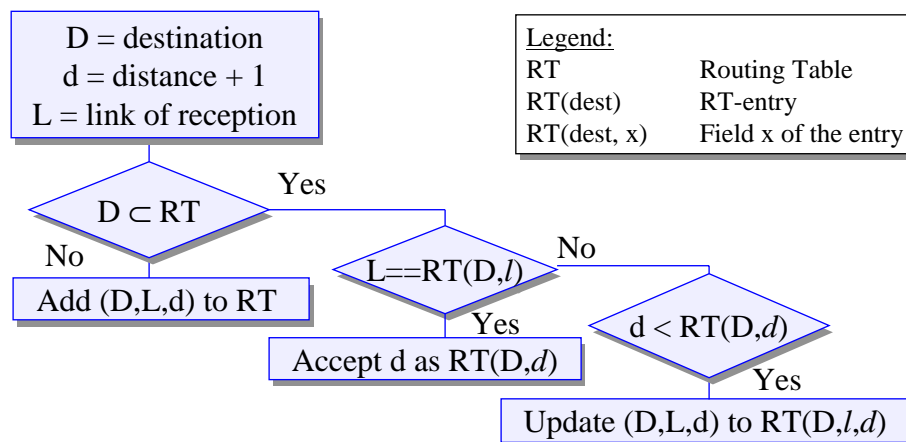 D = destination
d = distance + 1
L = link of reception
Legend:
RT Routing Table
RT(dest) RT-entry
RT(dest, x) Field x of the entry
Yes
D ⊂ RT
No
No
L==RT(D,l)
Add (D,L,d) to RT
Yes
d < RT(D,d)
Accept d as RT(D,d)
Yes
Update (D,L,d) to RT(D,l,d)